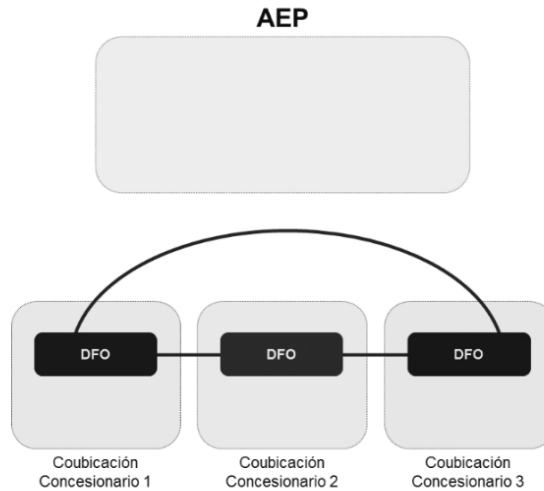 AEP
DFO
DFO
DFO
Coubicación
Concesionario 1
Coubicación
Concesionario 2
Coubicación
Concesionario 3